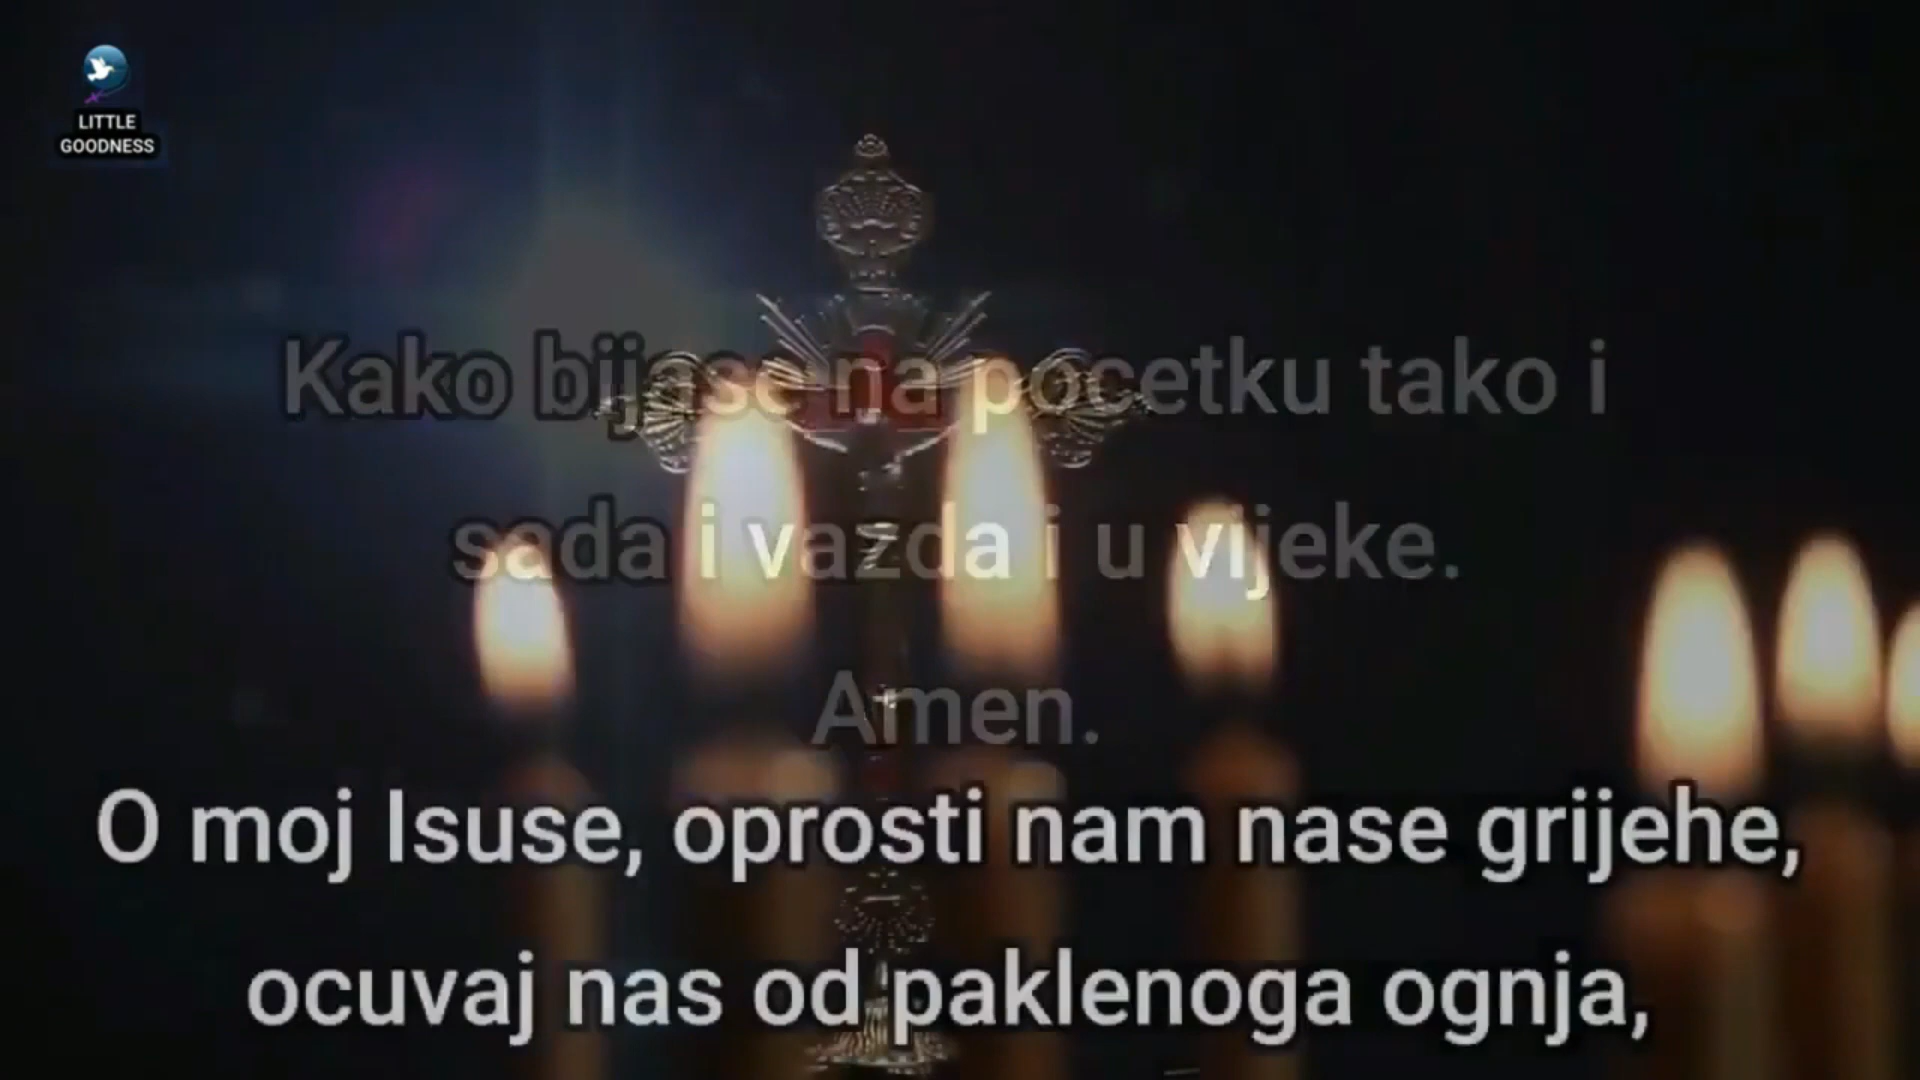 LITTLE
GOODNESS
Kako bijase na pocetku tako i
sada i vazda i u vijeke.
Amen.
O moj Isuse, oprosti nam nase grijehe,
ocuvaj nas od paklenoga ognja,